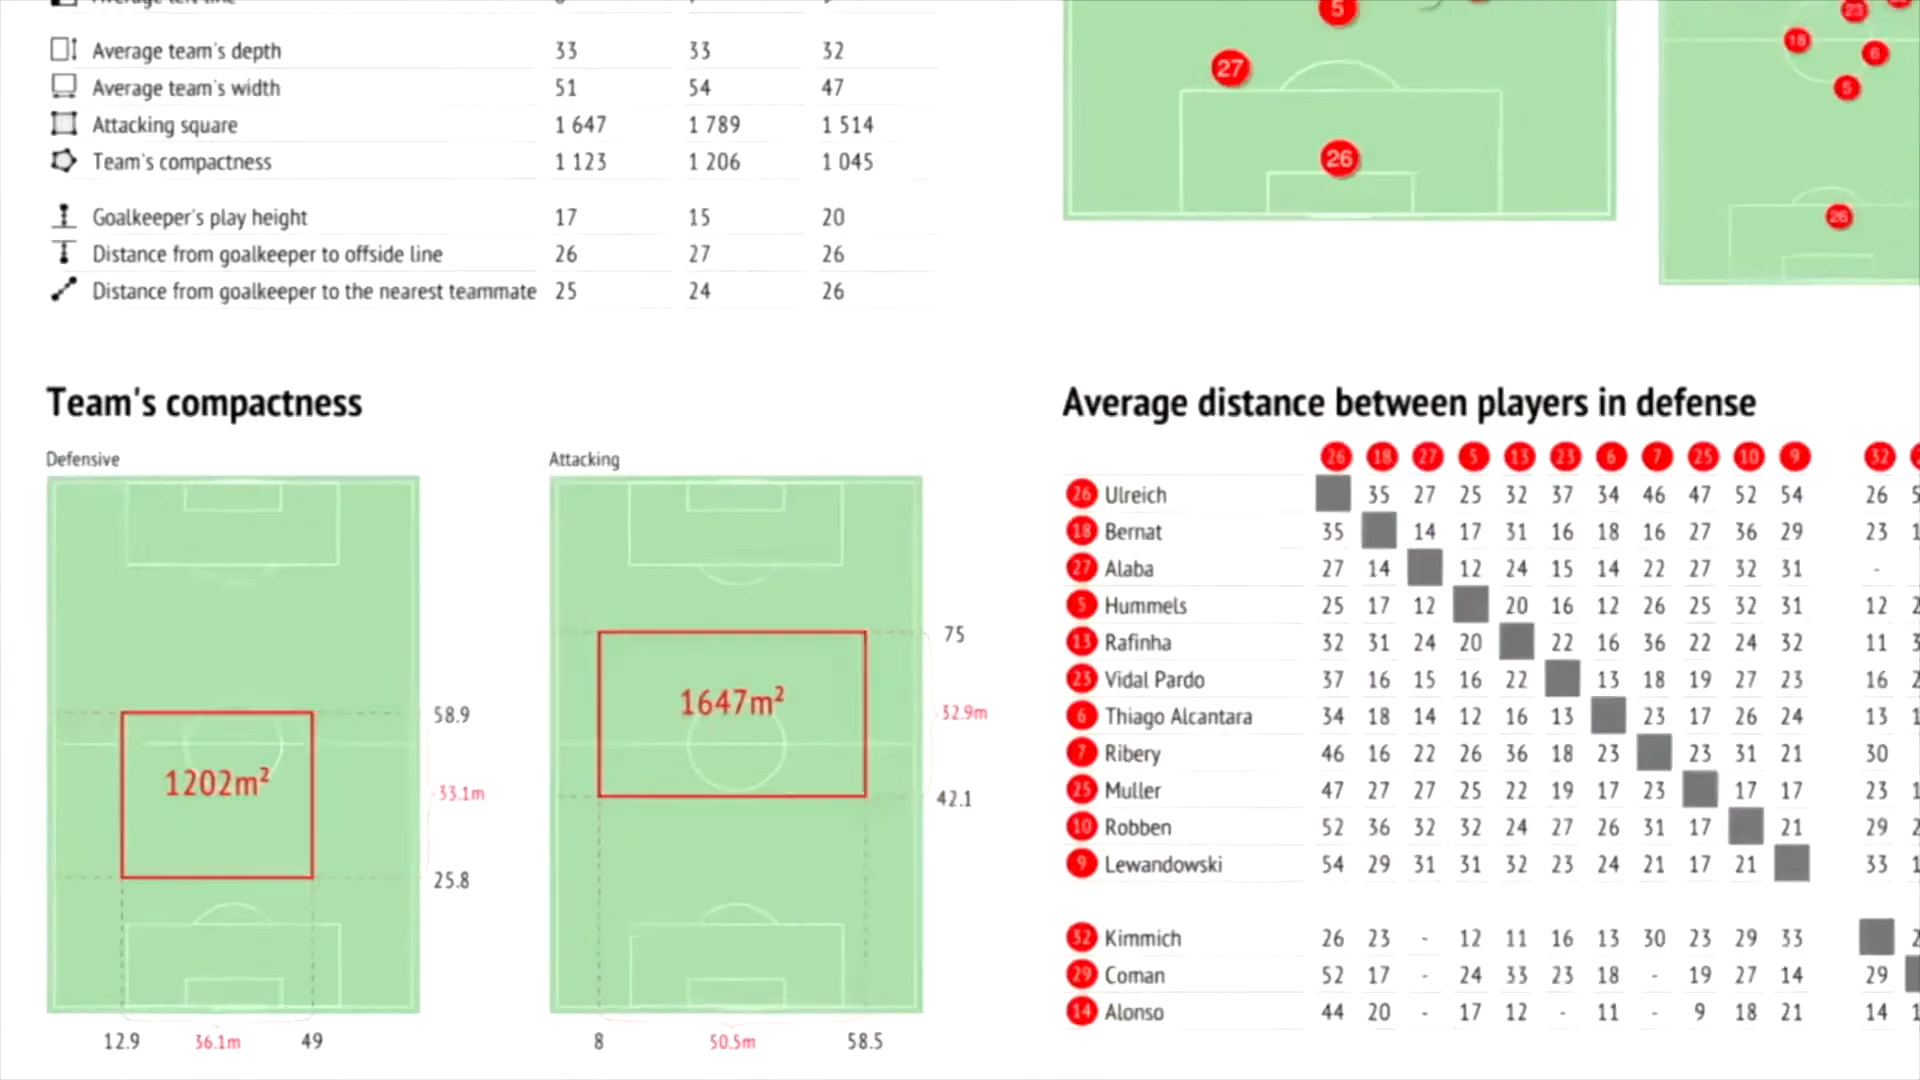 Average team's depth 33 33 32
Average team's width 51 54 47
Attacking square 1 647 1 789 1 514
Team's compactness 1 123 1 206 1 045
Goalkeeper's play height 17 15 20
Distance from goalkeeper to offside line 26 27 26
Distance from goalkeeper to the nearest teammate 25 24 26
5
27
26
23
18
6
5
26
Team's compactness
Defensive
1202m²
58.9
33.1m
25.8
12.9 36.1m 49
Attacking
1647m²
75
32.9m
42.1
8 50.5m 58.5
Average distance between players in defense
26 18 27 5 13 23 6 7 25 10 9 32
26 Ulreich 35 27 25 32 37 34 46 47 52 54 26
18 Bernat 35 14 17 31 16 18 16 27 36 29 23
27 Alaba 27 14 12 24 15 14 22 27 32 31 -
5 Hummels 25 17 12 20 16 12 26 25 32 31 12
13 Rafinha 32 31 24 20 22 16 36 22 24 32 11
23 Vidal Pardo 37 16 15 16 22 13 18 19 27 23 16
6 Thiago Alcantara 34 18 14 12 16 13 23 17 26 24 13
7 Ribery 46 16 22 26 36 18 23 23 31 21 30
25 Muller 47 27 27 25 22 19 17 23 17 17 23
10 Robben 52 36 32 32 24 27 26 31 17 21 29
9 Lewandowski 54 29 31 31 32 23 24 21 17 21 33
32 Kimmich 26 23 - 12 11 16 13 30 23 29 33
29 Coman 52 17 - 24 33 23 18 - 19 27 14 29
14 Alonso 44 20 - 17 12 - 11 - 9 18 21 14